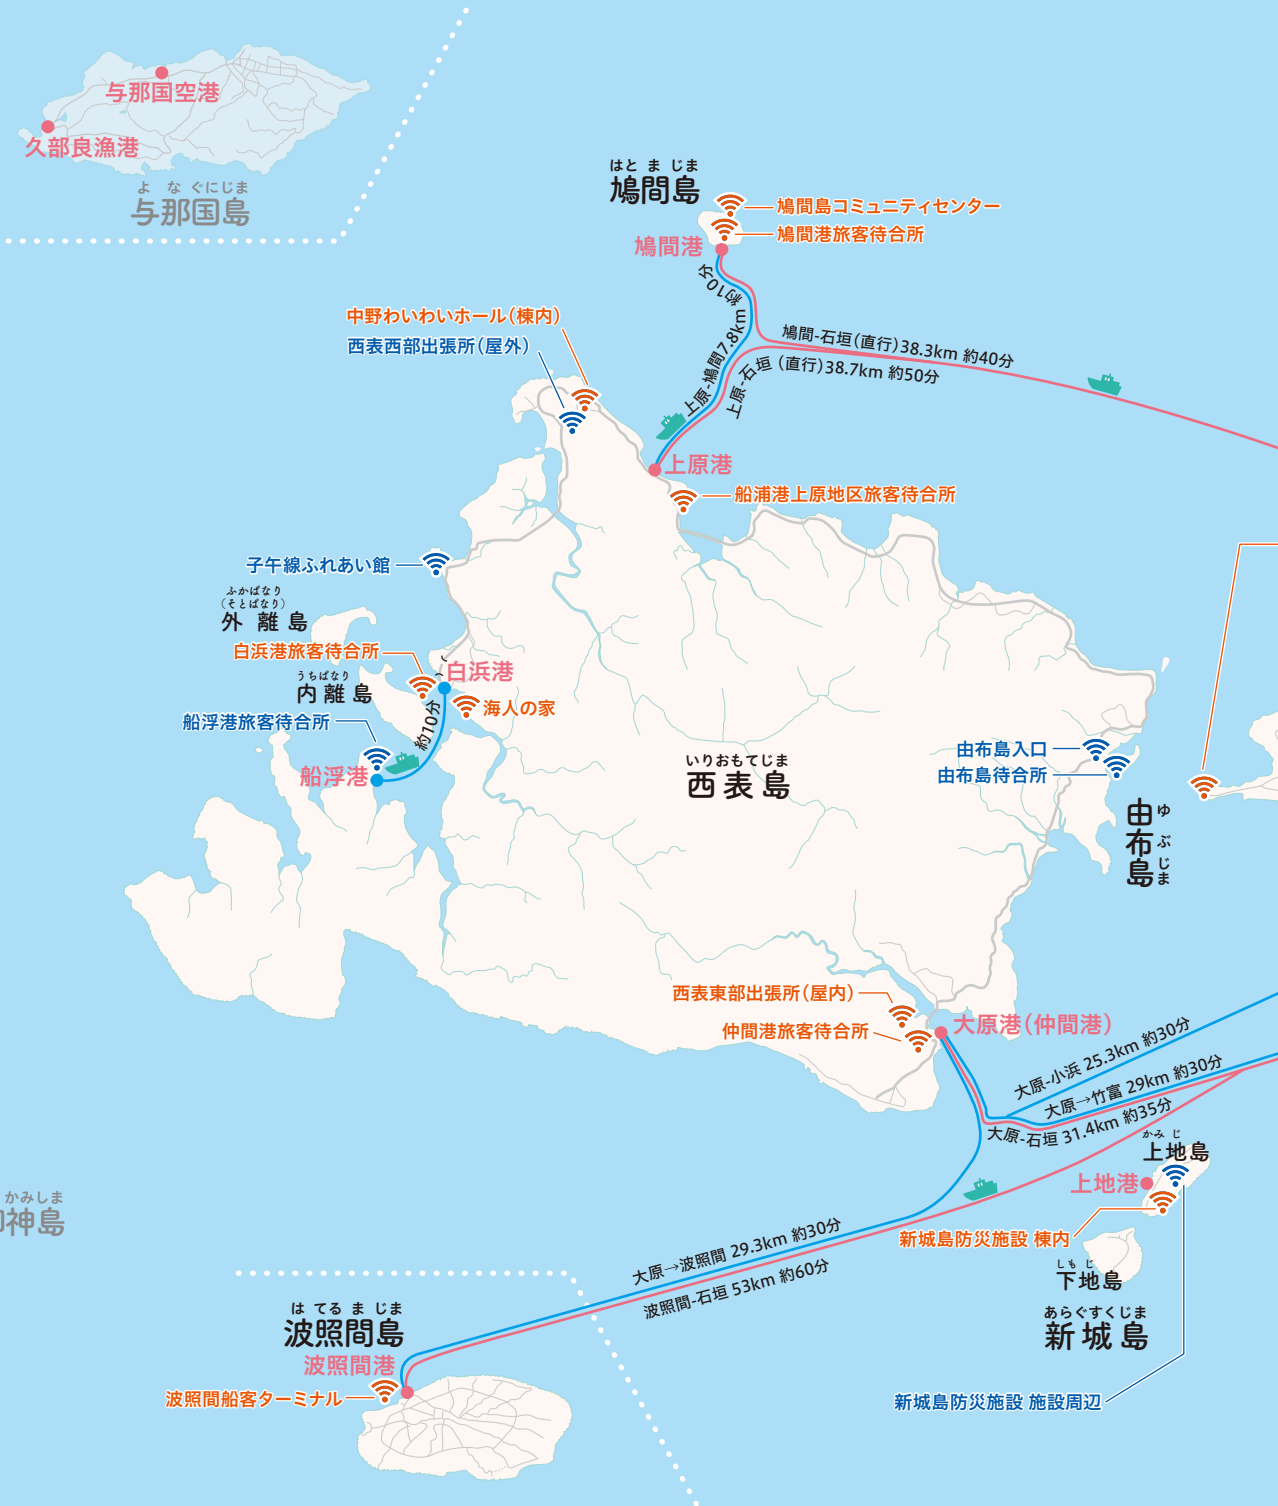 与那国空港
久部良漁港
よ な ぐにじま
与那国島
はと ま じま
鳩間島
鳩間島コミュニティセンター
鳩間港旅客待合所
鳩間港
約10分
上原-鳩間7.8km
鳩間-石垣(直行)38.3km 約40分
上原-石垣 (直行)38.7km 約50分
中野わいわいホール(棟内)
西表西部出張所(屋外)
上原港
船浦港上原地区旅客待合所
子午線ふれあい館
ふかばなり
(そとばなり)
外離島
白浜港旅客待合所
白浜港
うちばなり
内離島
海人の家
船浮港旅客待合所
約10分
船浮港
いりおもてじま
西表島
由布島入口
由布島待合所
ゆ ぶ じま
由布島
西表東部出張所(屋内)
仲間港旅客待合所
大原港(仲間港)
大原-小浜 25.3km 約30分
大原→竹富 29km 約30分
大原-石垣 31.4km 約35分
かみ じ
上地島
上地港
新城島防災施設 棟内
しも じ
下地島
あらぐすくじま
新城島
新城島防災施設 施設周辺
かみしま
神島
大原→波照間 29.3km 約30分
波照間-石垣 53km 約60分
は てる ま じま
波照間島
波照間港
波照間船客ターミナル